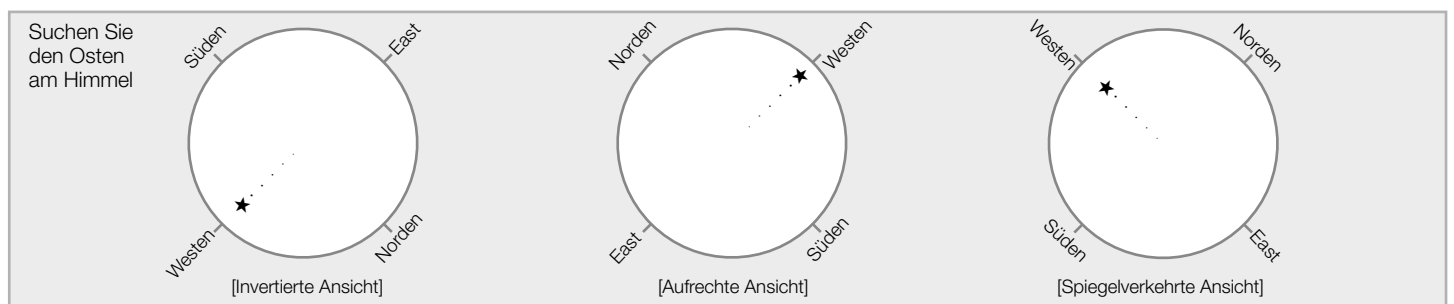 Suchen Sie
den Osten
am Himmel
Süden
East
Westen
Norden
[Invertierte Ansicht]
Norden
Westen
East
Süden
[Aufrechte Ansicht]
Westen
Norden
Süden
East
[Spiegelverkehrte Ansicht]